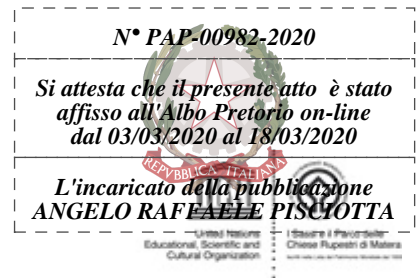 N° PAP-00982-2020
Si attesta che il presente atto è stato
affisso all'Albo Pretorio on-line
dal 03/03/2020 al 18/03/2020
L'incaricato della pubblicazione
ANGELO RAFFAELE PISCIOTTA
REPVBBLICA ITALIANA
United Nations
Educational, Scientific and
Cultural Organization
I Sassi e il Parco delle
Chiese Rupestri di Matera